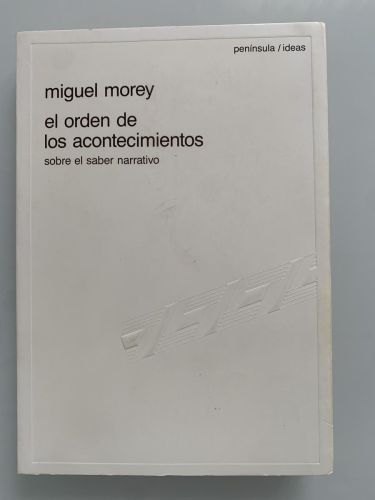 península / ideas
miguel morey
el orden de
los acontecimientos
sobre el saber narrativo